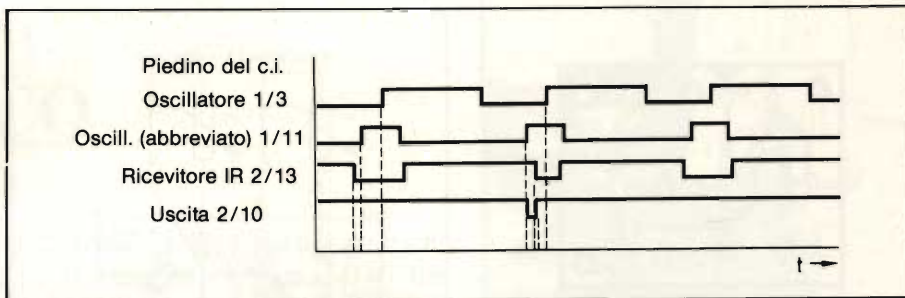 Piedino del c.i.
Oscillatore 1/3
Oscill. (abbreviato) 1/11
Ricevitore IR 2/13
Uscita 2/10
t